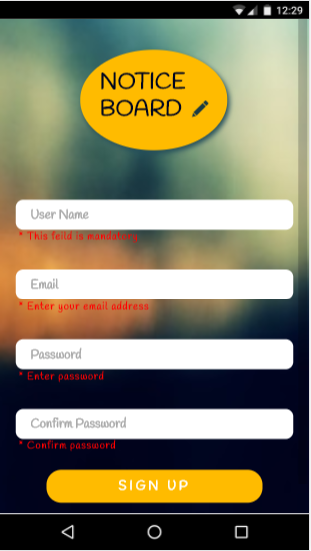 12:29
NOTICE
BOARD
User Name
* This feild is mandatory
Email
* Enter your email address
Password
* Enter password
Confirm Password
* Confirm password
SIGN UP